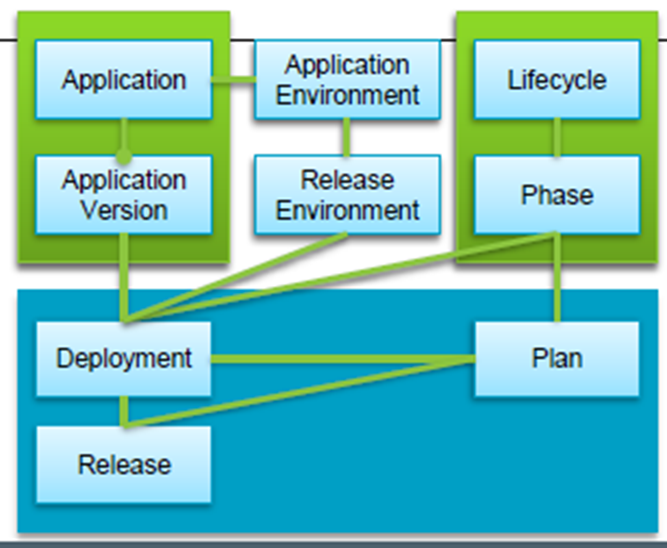 Application
Application
Environment
Lifecycle
Application
Version
Release
Environment
Phase
Deployment
Plan
Release